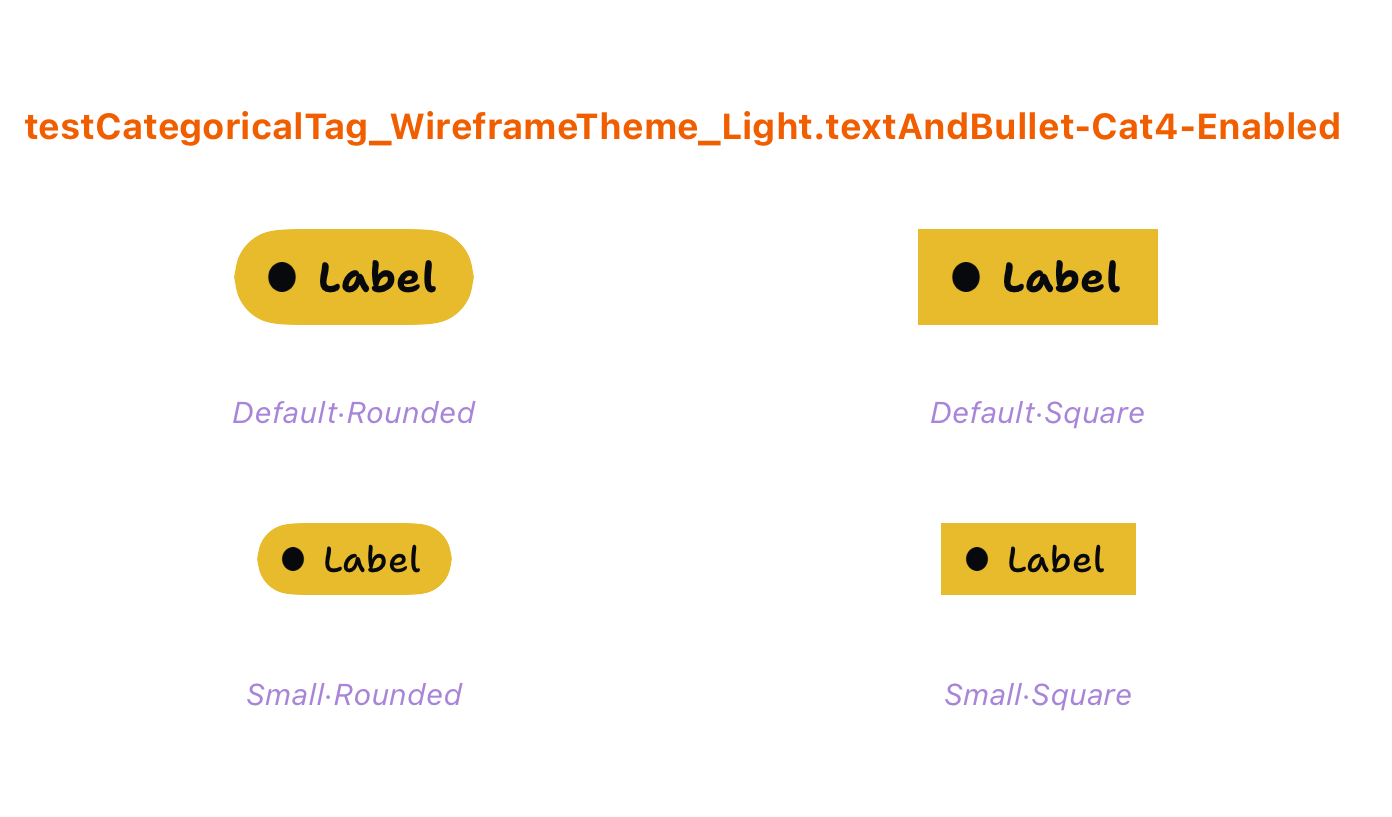 testCategoricalTag_WireframeTheme_Light.textAndBullet-Cat4-Enabled
Label
Label
Default·Rounded
Default·Square
Label
Label
Small·Rounded
Small·Square